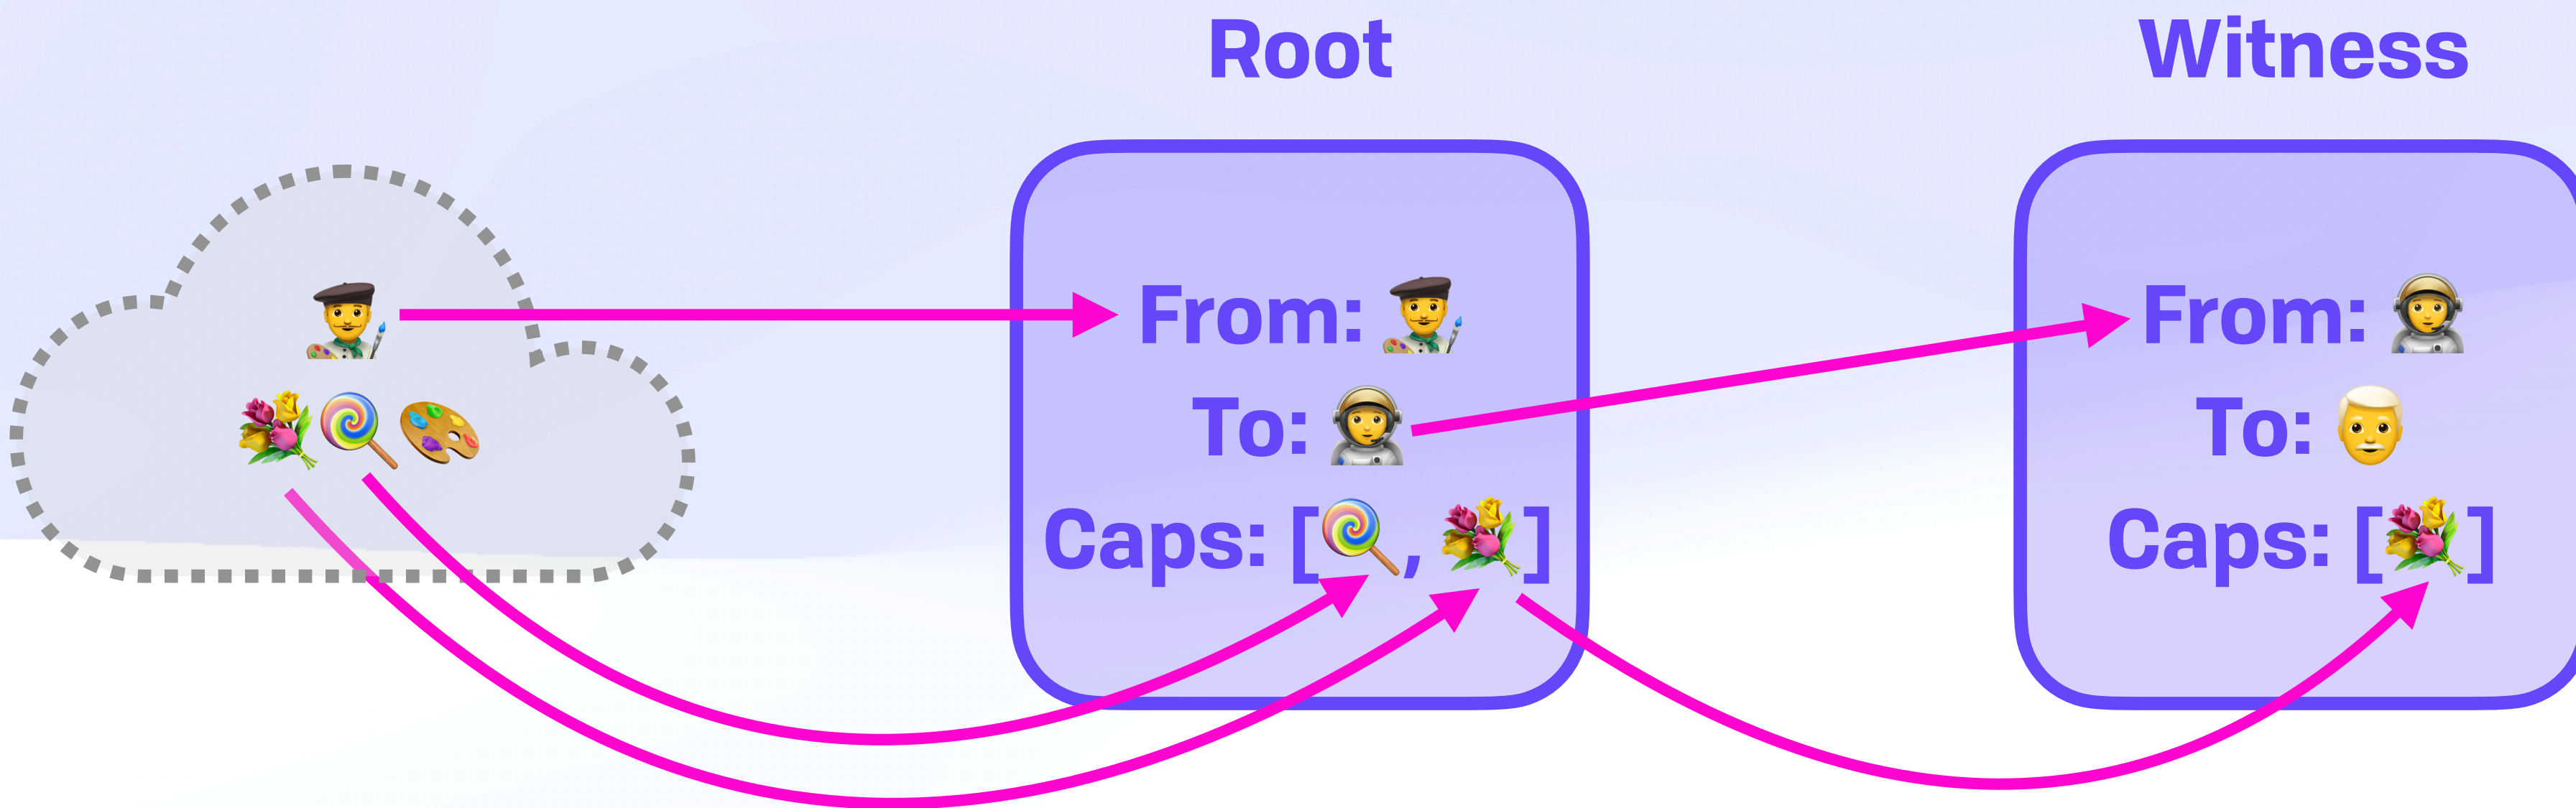 Root
From: 👨‍🎨
To: 🧑‍🚀
Caps: [🍭, 💐]
Witness
From: 🧑‍🚀
To: 👨‍🦳
Caps: [💐]